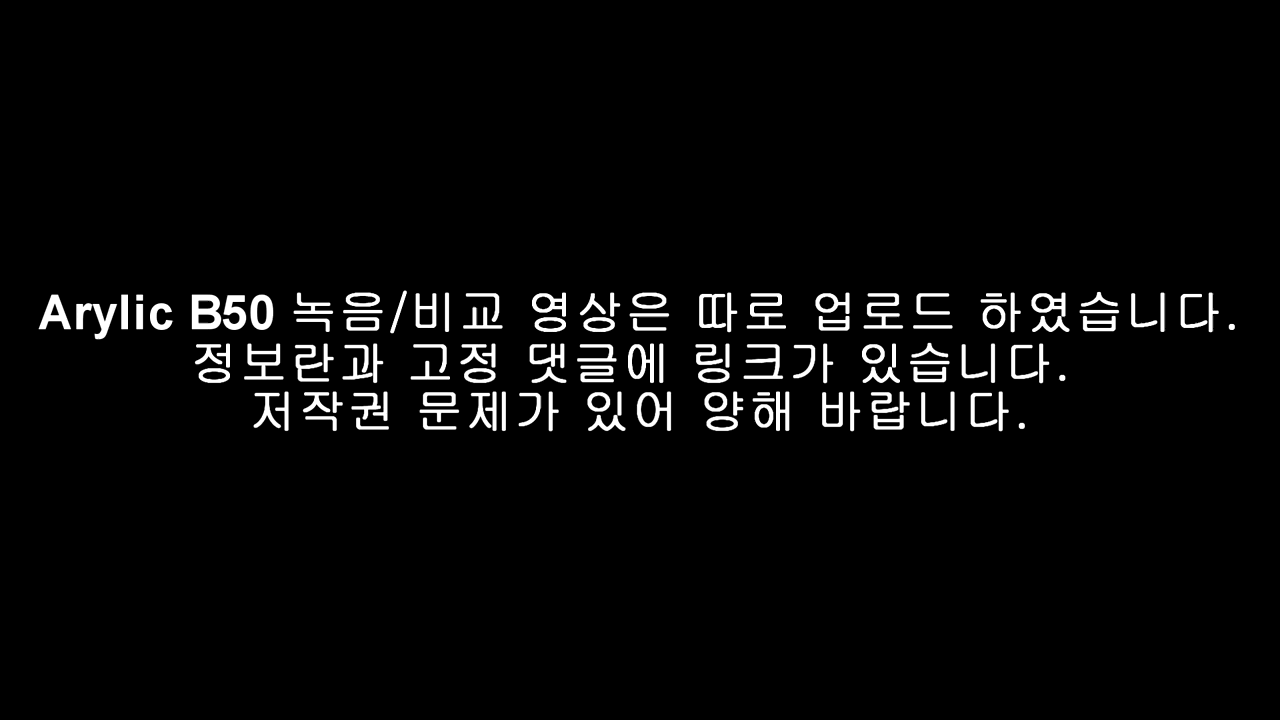 Arylic B50 녹음/비교 영상은 따로 업로드 하였습니다.
정보란과 고정 댓글에 링크가 있습니다.
저작권 문제가 있어 양해 바랍니다.